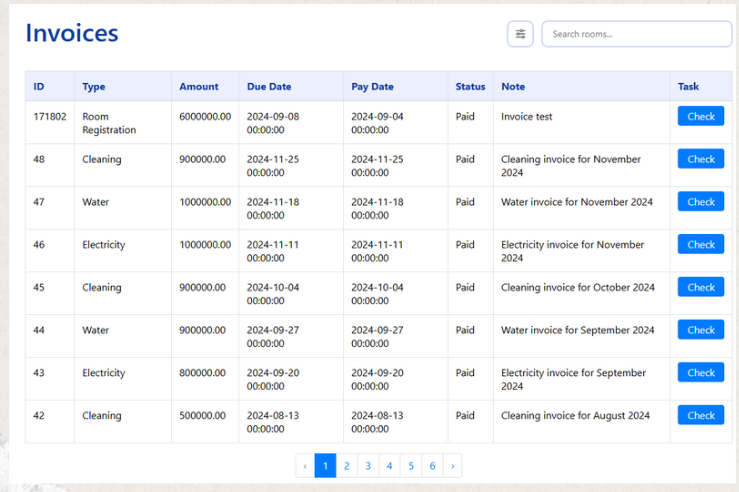 Invoices
Search rooms...
ID Type Amount Due Date Pay Date Status Note Task
171802 Room Registration 6000000.00 2024-09-08 00:00:00 2024-09-04 00:00:00 Paid Invoice test Check
48 Cleaning 900000.00 2024-11-25 00:00:00 2024-11-25 00:00:00 Paid Cleaning invoice for November 2024 Check
47 Water 1000000.00 2024-11-18 00:00:00 2024-11-18 00:00:00 Paid Water invoice for November 2024 Check
46 Electricity 1000000.00 2024-11-11 00:00:00 2024-11-11 00:00:00 Paid Electricity invoice for November 2024 Check
45 Cleaning 900000.00 2024-10-04 00:00:00 2024-10-04 00:00:00 Paid Cleaning invoice for October 2024 Check
44 Water 900000.00 2024-09-27 00:00:00 2024-09-27 00:00:00 Paid Water invoice for September 2024 Check
43 Electricity 800000.00 2024-09-20 00:00:00 2024-09-20 00:00:00 Paid Electricity invoice for September 2024 Check
42 Cleaning 500000.00 2024-08-13 00:00:00 2024-08-13 00:00:00 Paid Cleaning invoice for August 2024 Check
‹ 1 2 3 4 5 6 ›